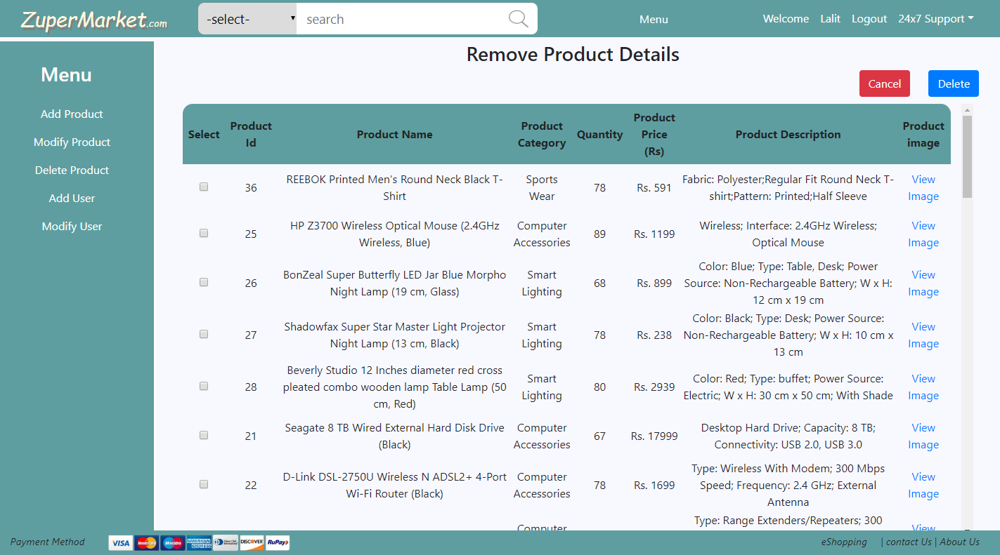 ZuperMarket.com
-select-
search
Menu
Welcome Lalit Logout 24x7 Support
Menu
Add Product
Modify Product
Delete Product
Add User
Modify User
Remove Product Details
Cancel Delete
Select
Product
Id
Product Name
Product
Category
Quantity
Product
Price
(Rs)
Product Description
Product
image
36
REEBOK Printed Men's Round Neck Black T-
Shirt
Sports
Wear
78
Rs. 591
Fabric: Polyester;Regular Fit Round Neck T-
shirt;Pattern: Printed;Half Sleeve
View
Image
25
HP Z3700 Wireless Optical Mouse (2.4GHz
Wireless, Blue)
Computer
Accessories
89
Rs. 1199
Wireless; Interface: 2.4GHz Wireless;
Optical Mouse
View
Image
26
BonZeal Super Butterfly LED Jar Blue Morpho
Night Lamp (19 cm, Glass)
Smart
Lighting
68
Rs. 899
Color: Blue; Type: Table, Desk; Power
Source: Non-Rechargeable Battery; W x H:
12 cm x 19 cm
View
Image
27
Shadowfax Super Star Master Light Projector
Night Lamp (13 cm, Black)
Smart
Lighting
78
Rs. 238
Color: Black; Type: Desk; Power Source:
Non-Rechargeable Battery; W x H: 10 cm x
13 cm
View
Image
28
Beverly Studio 12 Inches diameter red cross
pleated combo wooden lamp Table Lamp (50
cm, Red)
Smart
Lighting
80
Rs. 2939
Color: Red; Type: buffet; Power Source:
Electric; W x H: 30 cm x 50 cm; With Shade
View
Image
21
Seagate 8 TB Wired External Hard Disk Drive
(Black)
Computer
Accessories
67
Rs. 17999
Desktop Hard Drive; Capacity: 8 TB;
Connectivity: USB 2.0, USB 3.0
View
Image
22
D-Link DSL-2750U Wireless N ADSL2+ 4-Port
Wi-Fi Router (Black)
Computer
Accessories
78
Rs. 1699
Type: Wireless With Modem; 300 Mbps
Speed; Frequency: 2.4 GHz; External
Antenna
View
Image
Computer
Type: Range Extenders/Repeaters; 300
View
Payment Method
VISA
MasterCard
Maestro
AMERICAN
EXPRESS
DISCOVER
RuPay
eShopping | contact Us | About Us